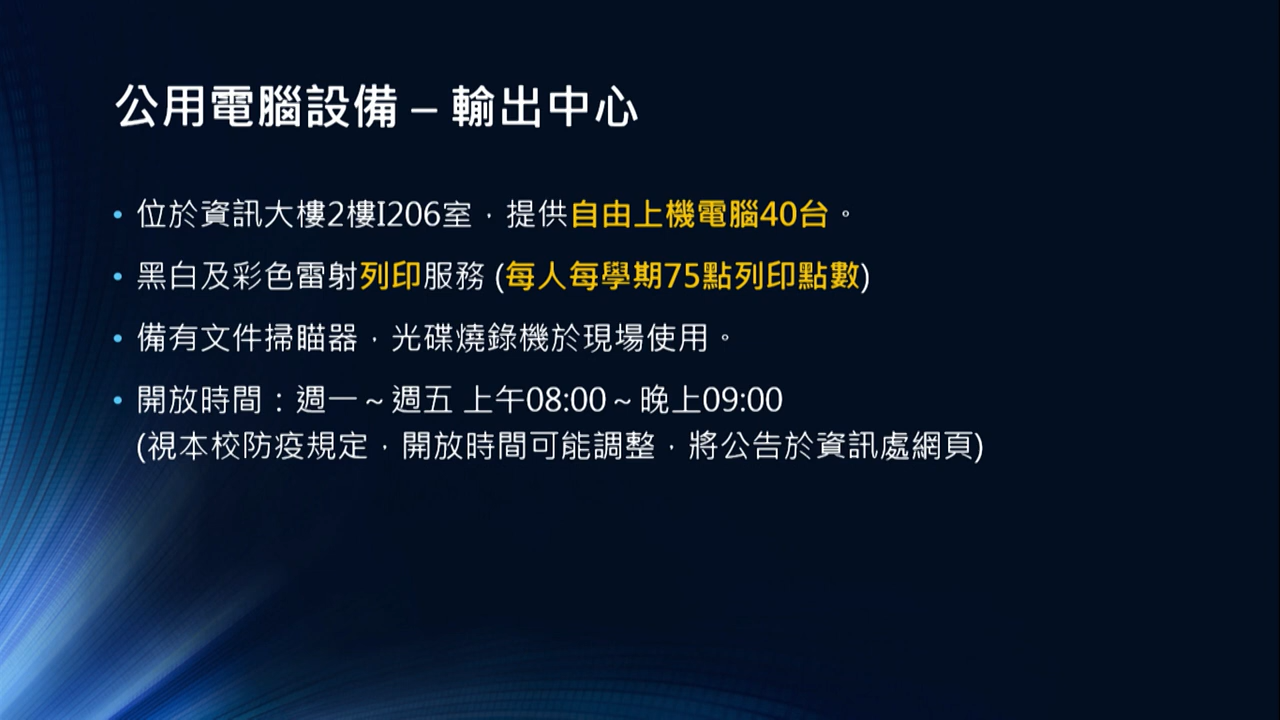 公用電腦設備 – 輸出中心
• 位於資訊大樓2樓I206室，提供自由上機電腦40台。
• 黑白及彩色雷射列印服務 (每人每學期75點列印點數)
• 備有文件掃瞄器，光碟燒錄機於現場使用。
• 開放時間：週一～週五 上午08:00～晚上09:00
(視本校防疫規定，開放時間可能調整，將公告於資訊處網頁)